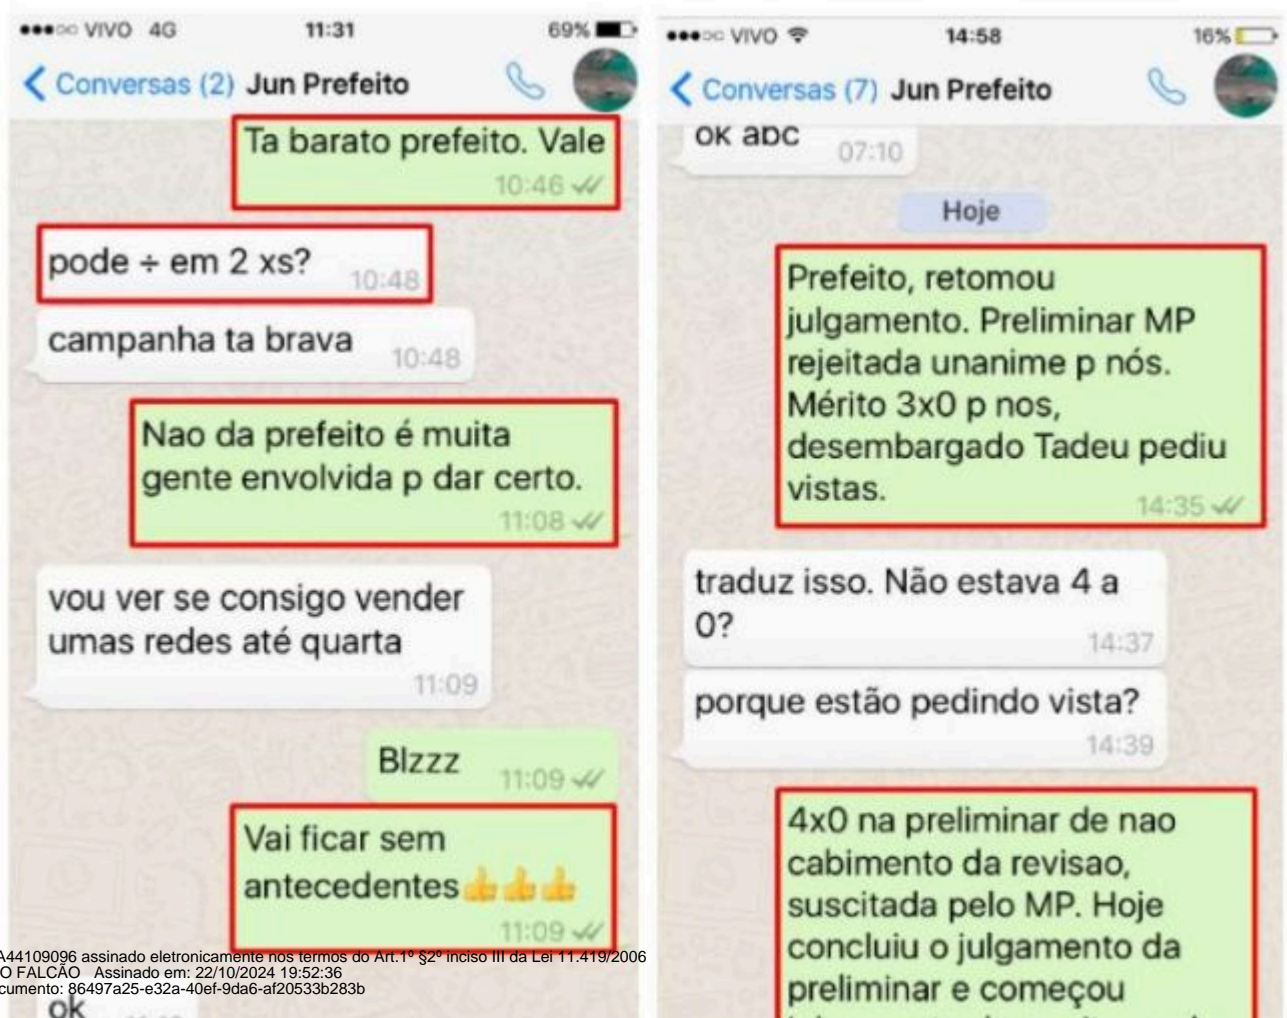 VIVO 4G 11:31 69%
Conversas (2) Jun Prefeito
Ta barato prefeito. Vale
10:46
pode ÷ em 2 xs?
10:48
campanha ta brava
10:48
Nao da prefeito é muita
gente envolvida p dar certo.
11:08
vou ver se consigo vender
umas redes até quarta
11:09
Blzzz
11:09
Vai ficar sem
antecedentes👍👍👍
11:09
A44109096 assinado eletronicamente nos termos do Art.1º §2º inciso III da Lei 11.419/2006
O FALCÃO Assinado em: 22/10/2024 19:52:36
cumento: 86497a25-e32a-40ef-9da6-af20533b283b
ok
VIVO 14:58 16%
Conversas (7) Jun Prefeito
ok abc
07:10
Hoje
Prefeito, retomou
julgamento. Preliminar MP
rejeitada unanime p nós.
Mérito 3x0 p nos,
desembargado Tadeu pediu
vistas.
14:35
traduz isso. Não estava 4 a
0?
14:37
porque estão pedindo vista?
14:39
4x0 na preliminar de nao
cabimento da revisao,
suscitada pelo MP. Hoje
concluiu o julgamento da
preliminar e começou